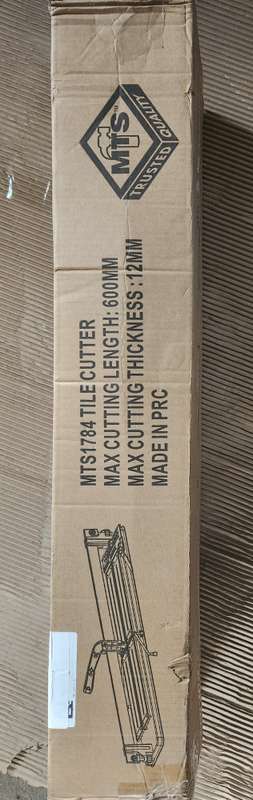 MTS
TRUSTED QUALITY
MTS1784 TILE CUTTER
MAX CUTTING LENGTH: 600MM
MAX CUTTING THICKNESS :12MM
MADE IN PRC